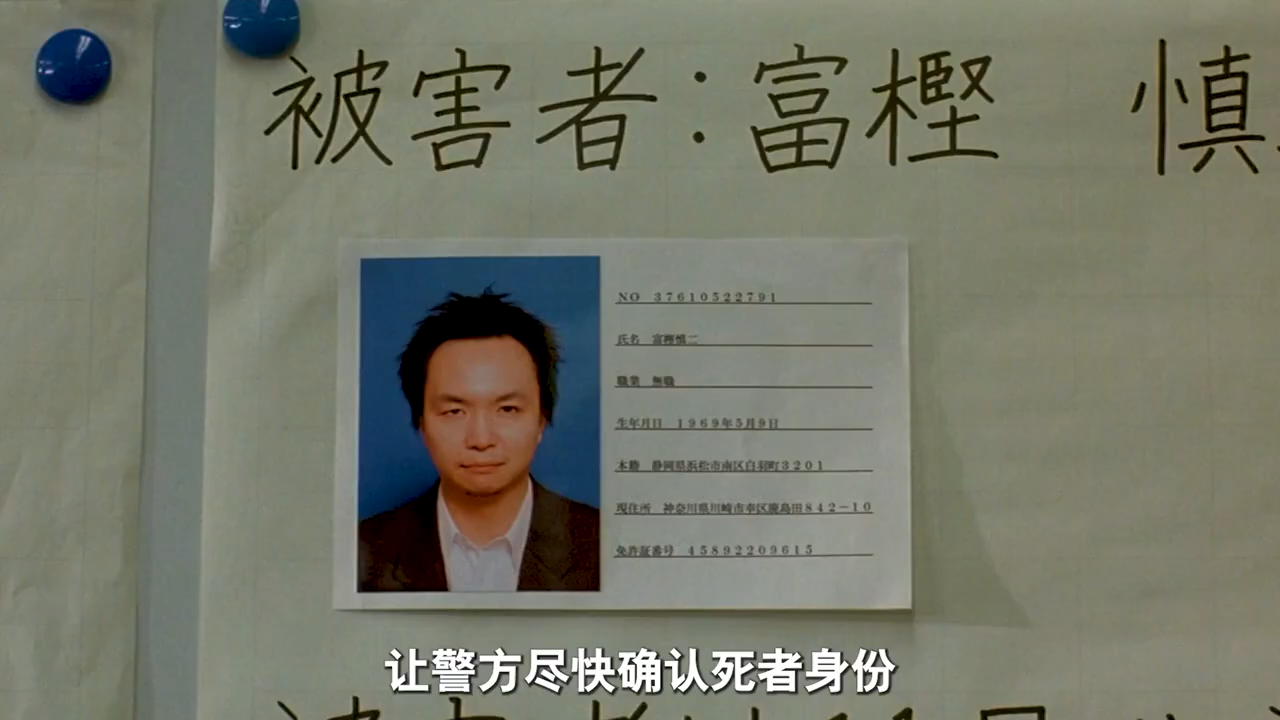 被害者:富樫 慎
NO 37610522791
氏名 富樫慎二
職業 無職
生年月日 1969年5月9日
本籍 静岡県浜松市南区白羽町3201
現住所 神奈川県川崎市幸区鹿島田842-10
免許証番号 45892209615
让警方尽快确认死者身份